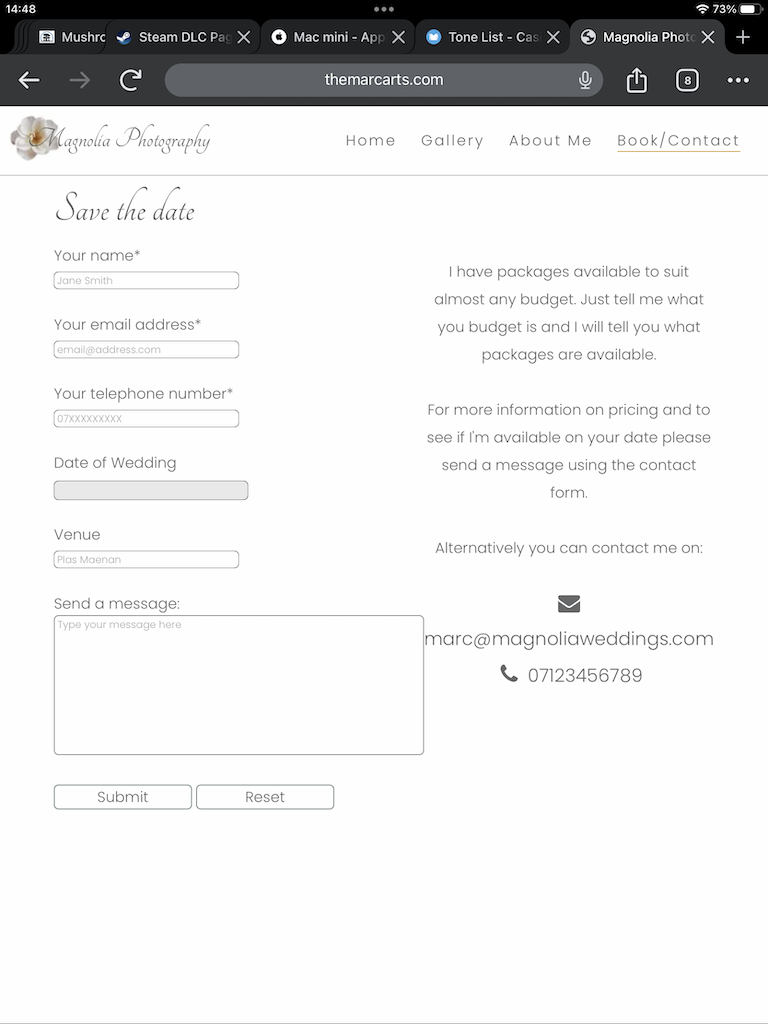 14:48
73%
Mushro
Steam DLC Pag
Mac mini - App
Tone List - Cas
Magnolia Photo
themarcarts.com
8
Magnolia Photography
Home
Gallery
About Me
Book/Contact
Save the date
Your name*
Jane Smith
Your email address*
email@address.com
Your telephone number*
07XXXXXXXXX
Date of Wedding
Venue
Plas Maenan
Send a message:
Type your message here
Submit
Reset
I have packages available to suit
almost any budget. Just tell me what
you budget is and I will tell you what
packages are available.
For more information on pricing and to
see if I'm available on your date please
send a message using the contact
form.
Alternatively you can contact me on:
marc@magnoliaweddings.com
07123456789